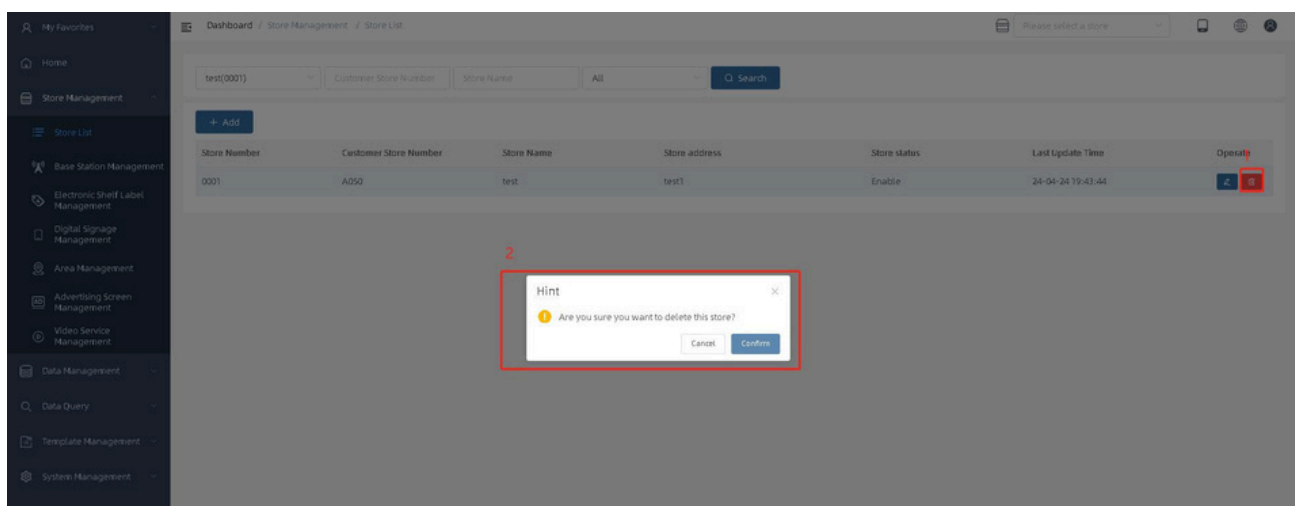 My Favorites
Dashboard / Store Management / Store List
Please select a store
Home
test(0001)
Customer Store Number
Store Name
All
Search
Store Management
+ Add
Store List
Store Number Customer Store Number Store Name Store address Store status Last Update Time Operate
1
Base Station Management
0001 A050 test test1 Enable 24-04-24 19:43:44
Electronic Shelf Label
Management
Digital Signage
Management
Area Management
2
Advertising Screen
Management
Hint
Are you sure you want to delete this store?
Cancel Confirm
Video Service
Management
Data Management
Data Query
Template Management
System Management